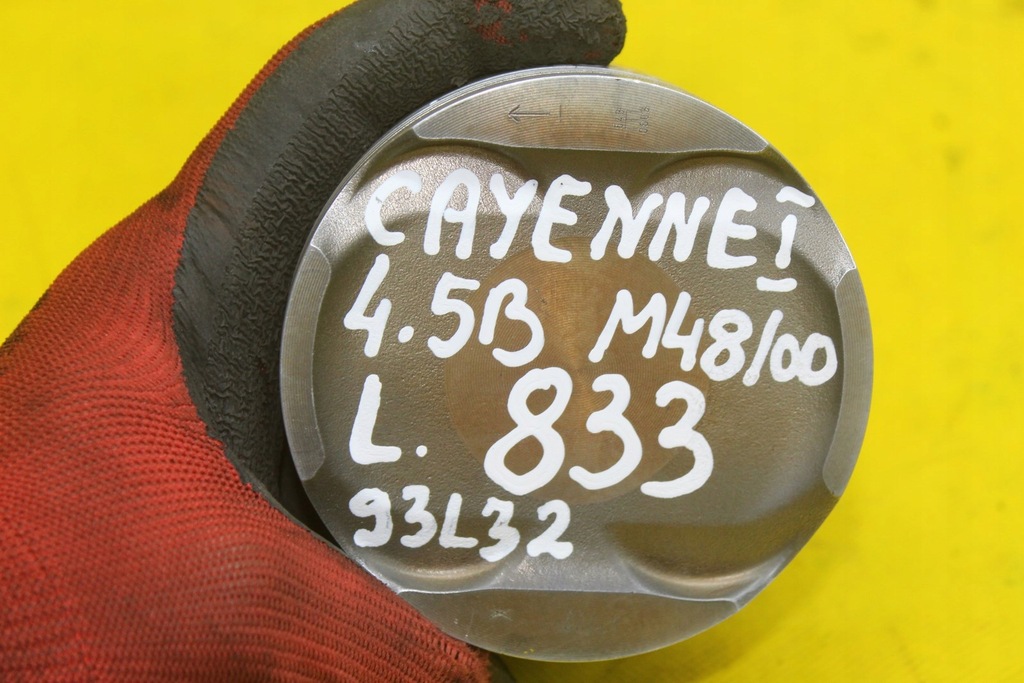 CAYENNE I
4.5B M48/00
L. 833
93L32